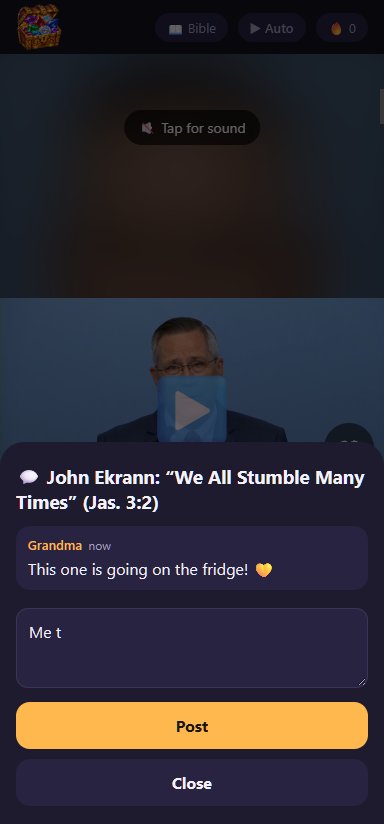 📖 Bible
▶ Auto
🔥 0
🔇 Tap for sound
💬 John Ekrann: “We All Stumble Many
Times” (Jas. 3:2)
Grandma now
This one is going on the fridge! 🧡
Me t
Post
Close